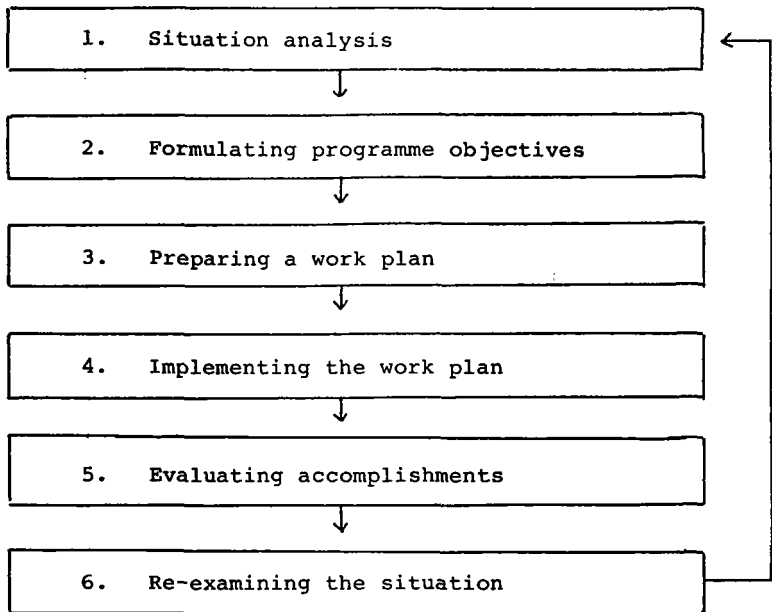 1. Situation analysis
2. Formulating programme objectives
3. Preparing a work plan
4. Implementing the work plan
5. Evaluating accomplishments
6. Re-examining the situation